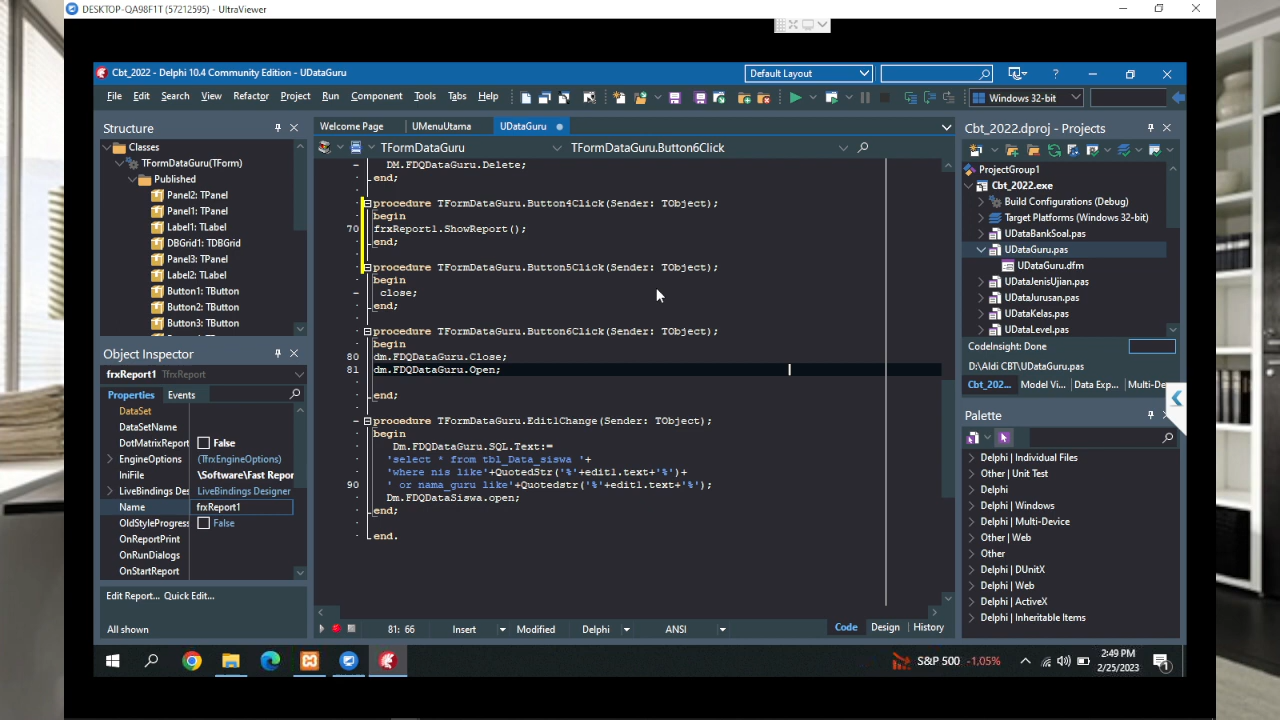 DESKTOP-QA98F1T (57212595) - UltraViewer
Cbt_2022 - Delphi 10.4 Community Edition - UDataGuru
Default Layout
File Edit Search View Refactor Project Run Component Tools Tabs Help
Windows 32-bit
Structure
Classes
TFormDataGuru(TForm)
Published
Panel2: TPanel
Panel1: TPanel
Label1: TLabel
DBGrid1: TDBGrid
Panel3: TPanel
Label2: TLabel
Button1: TButton
Button2: TButton
Button3: TButton
Object Inspector
frxReport1 TfrxReport
Properties Events
DataSet
DataSetName
DotMatrixReport False
EngineOptions (TfrxEngineOptions)
IniFile \Software\Fast Repor
LiveBindings Des LiveBindings Designer
Name frxReport1
OldStyleProgress False
OnReportPrint
OnRunDialogs
OnStartReport
Edit Report... Quick Edit...
All shown
Welcome Page UMenuUtama UDataGuru
TFormDataGuru TFormDataGuru.Button6Click
DM.FDQDataGuru.Delete;
end;
procedure TFormDataGuru.Button4Click(Sender: TObject);
begin
70 frxReport1.ShowReport();
end;
procedure TFormDataGuru.Button5Click(Sender: TObject);
begin
close;
end;
procedure TFormDataGuru.Button6Click(Sender: TObject);
begin
80 dm.FDQDataGuru.Close;
81 dm.FDQDataGuru.Open;
end;
procedure TFormDataGuru.Edit1Change(Sender: TObject);
begin
Dm.FDQDataGuru.SQL.Text:=
'select * from tbl_Data_siswa '+
'where nis like'+QuotedStr('%'+edit1.text+'%')+
90 ' or nama_guru like'+Quotedstr('%'+edit1.text+'%');
Dm.FDQDataSiswa.open;
end;
end.
81: 66 Insert Modified Delphi ANSI Code Design History
Cbt_2022.dproj - Projects
ProjectGroup1
Cbt_2022.exe
Build Configurations (Debug)
Target Platforms (Windows 32-bit)
UDataBankSoal.pas
UDataGuru.pas
UDataGuru.dfm
UDataJenisUjian.pas
UDataJurusan.pas
UDataKelas.pas
UDataLevel.pas
CodeInsight: Done
D:\Aldi CBT\UDataGuru.pas
Cbt_202... Model Vi... Data Exp... Multi-De
Palette
Delphi | Individual Files
Other | Unit Test
Delphi
Delphi | Windows
Delphi | Multi-Device
Other | Web
Other
Delphi | DUnitX
Delphi | Web
Delphi | ActiveX
Delphi | Inheritable Items
S&P 500 -1,05%
2:49 PM
2/25/2023
1